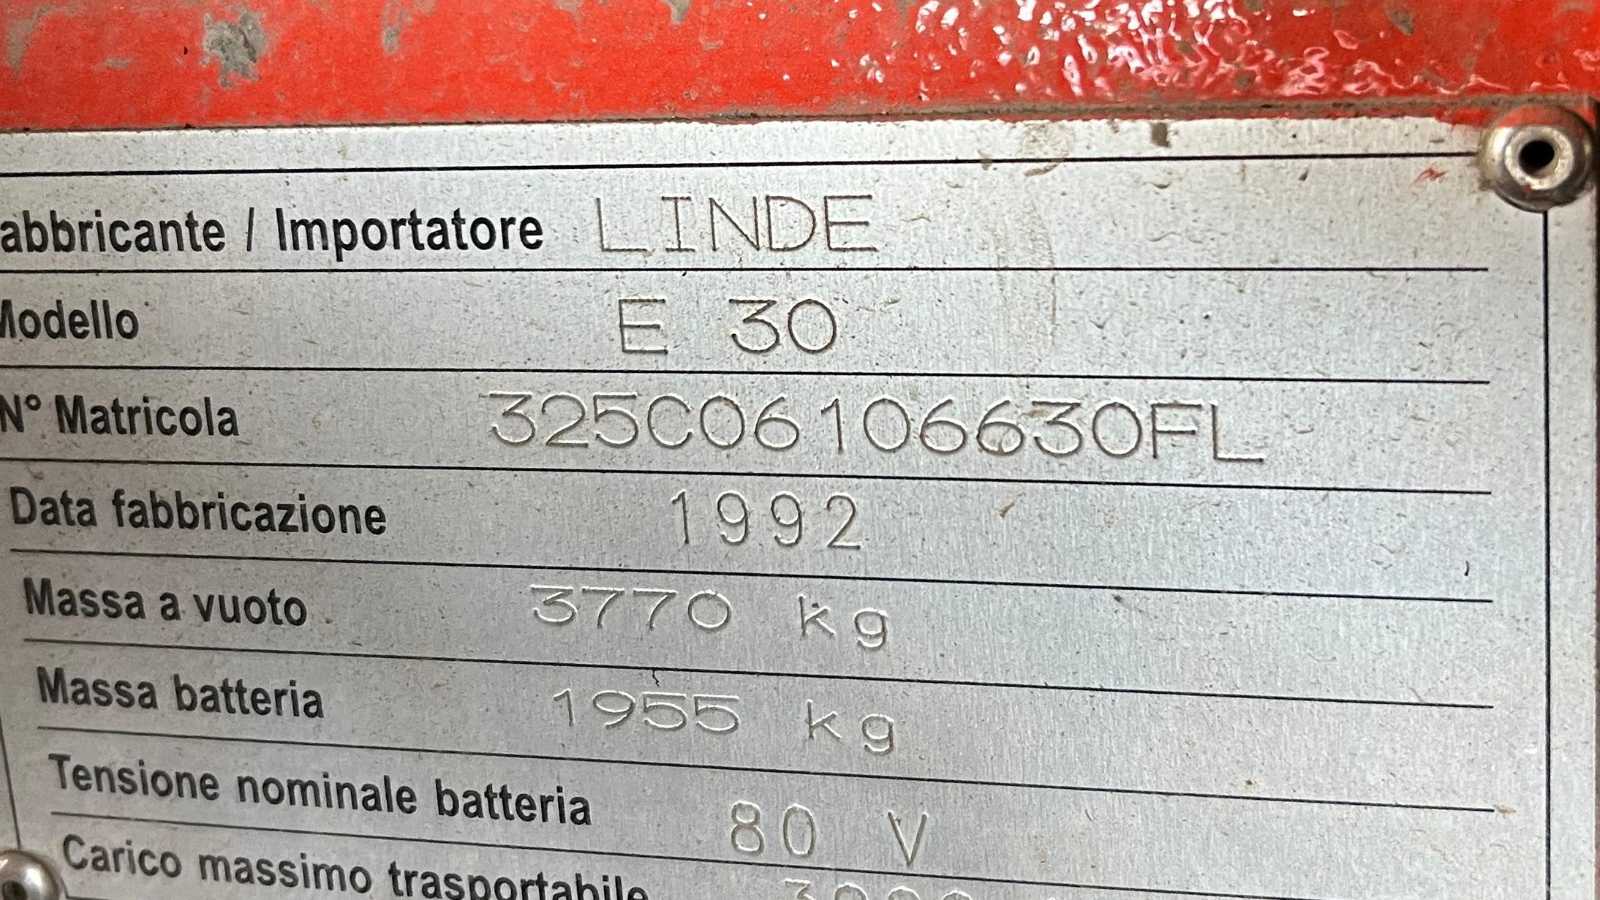 abbricante / Importatore LINDE
Modello E 30
N° Matricola 325C06106630FL
Data fabbricazione 1992
Massa a vuoto 3770 kg
Massa batteria 1955 kg
Tensione nominale batteria 80 V
Carico massimo trasportabile